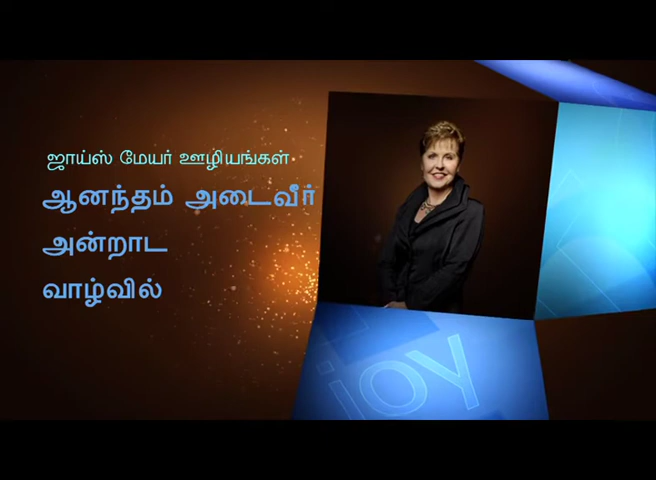 ஜாய்ஸ் மேயர் ஊழியங்கள்
ஆனந்தம் அடைவீர்
அன்றாட
வாழ்வில்
joy